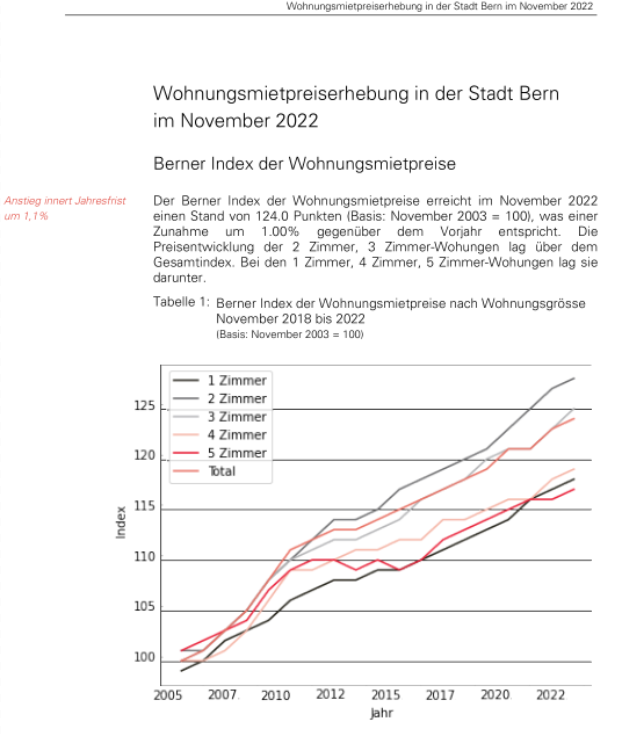 Wohnungsmietpreiserhebung in der Stadt Bern im November 2022
Wohnungsmietpreiserhebung in der Stadt Bern
im November 2022
Berner Index der Wohnungsmietpreise
Anstieg innert Jahresfrist
um 1,1%
Der Berner Index der Wohnungsmietpreise erreicht im November 2022
einen Stand von 124.0 Punkten (Basis: November 2003 = 100), was einer
Zunahme um 1.00% gegenüber dem Vorjahr entspricht. Die
Preisentwicklung der 2 Zimmer, 3 Zimmer-Wohungen lag über dem
Gesamtindex. Bei den 1 Zimmer, 4 Zimmer, 5 Zimmer-Wohungen lag sie
darunter.
Tabelle 1: Berner Index der Wohnungsmietpreise nach Wohnungsgrösse
November 2018 bis 2022
(Basis: November 2003 = 100)
1 Zimmer
2 Zimmer
3 Zimmer
4 Zimmer
5 Zimmer
Total
125
120
115
110
105
100
Index
2005 2007. 2010 2012 2015 2017 2020. 2022.
Jahr